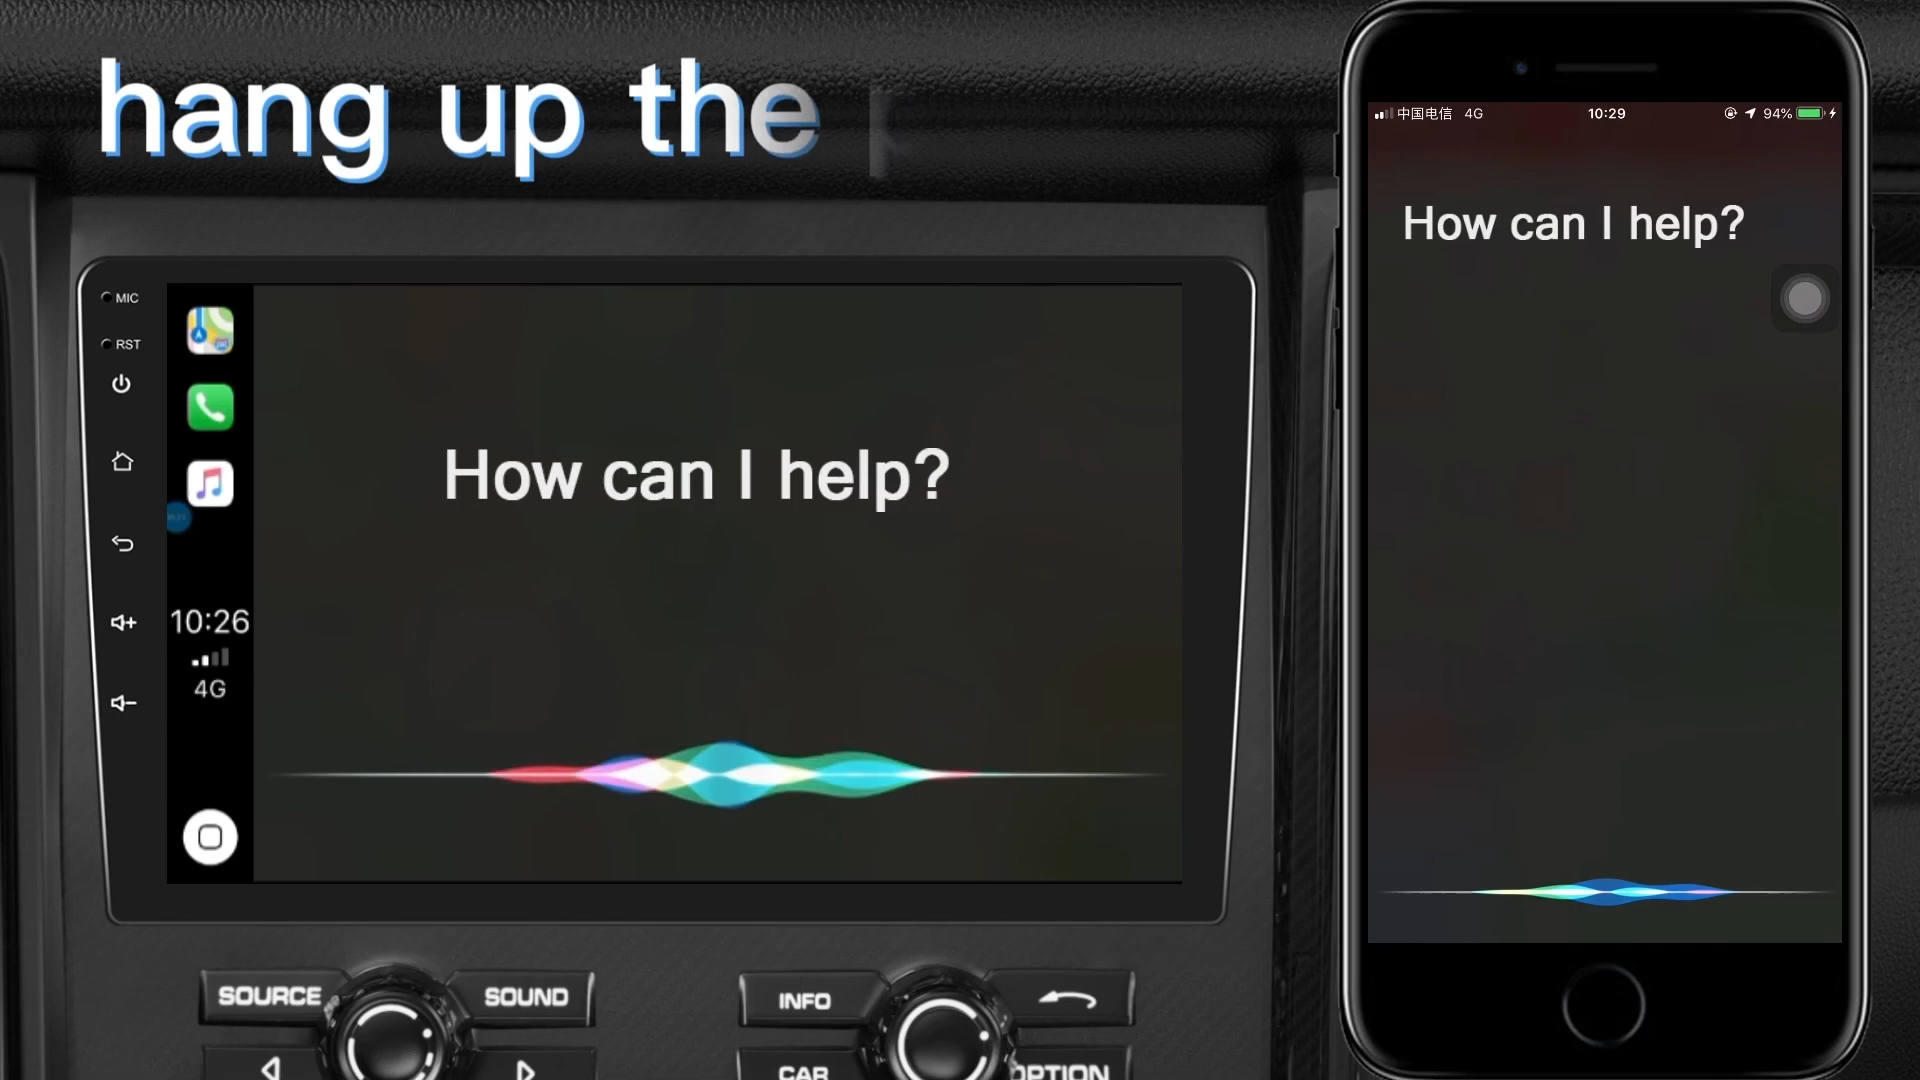 hang up the
中国电信 4G 10:29 94%
How can I help?
MIC
RST
How can I help?
10:26
4G
SOURCE
SOUND
INFO
CAR
OPTION